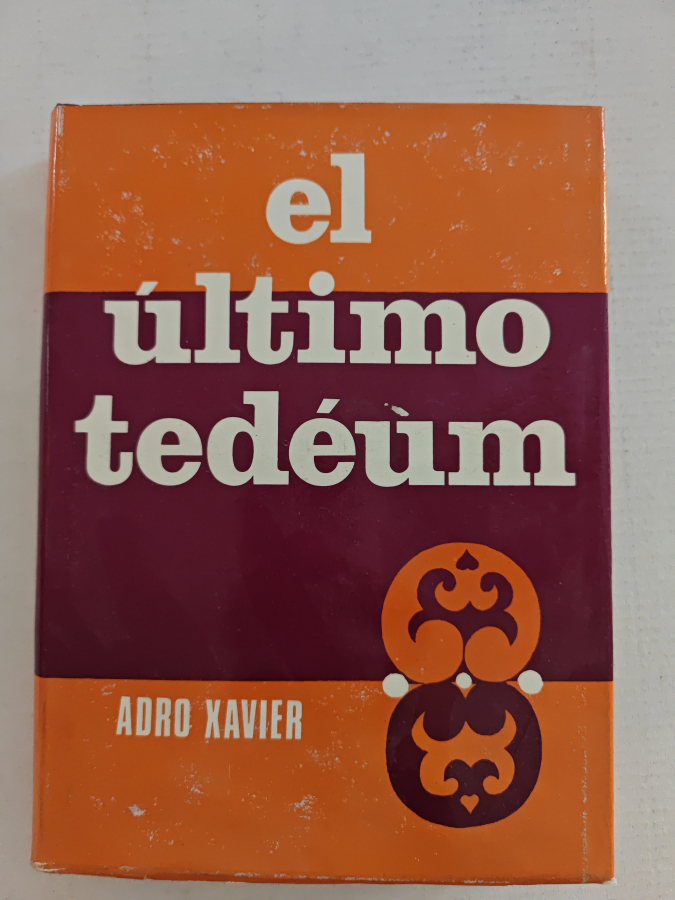 el
último
tedéum
ADRO XAVIER